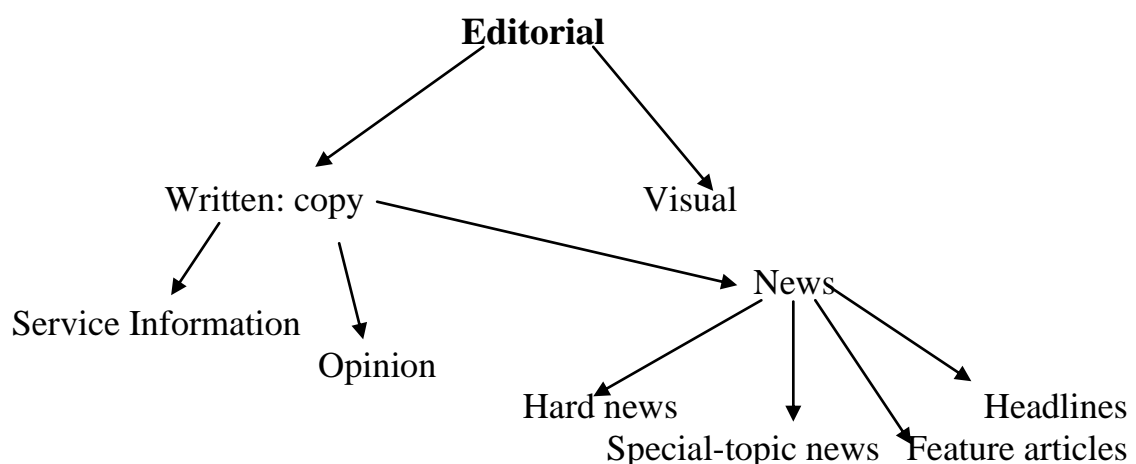 Editorial
Written: copy
Visual
News
Service Information
Opinion
Hard news
Headlines
Special-topic news
Feature articles